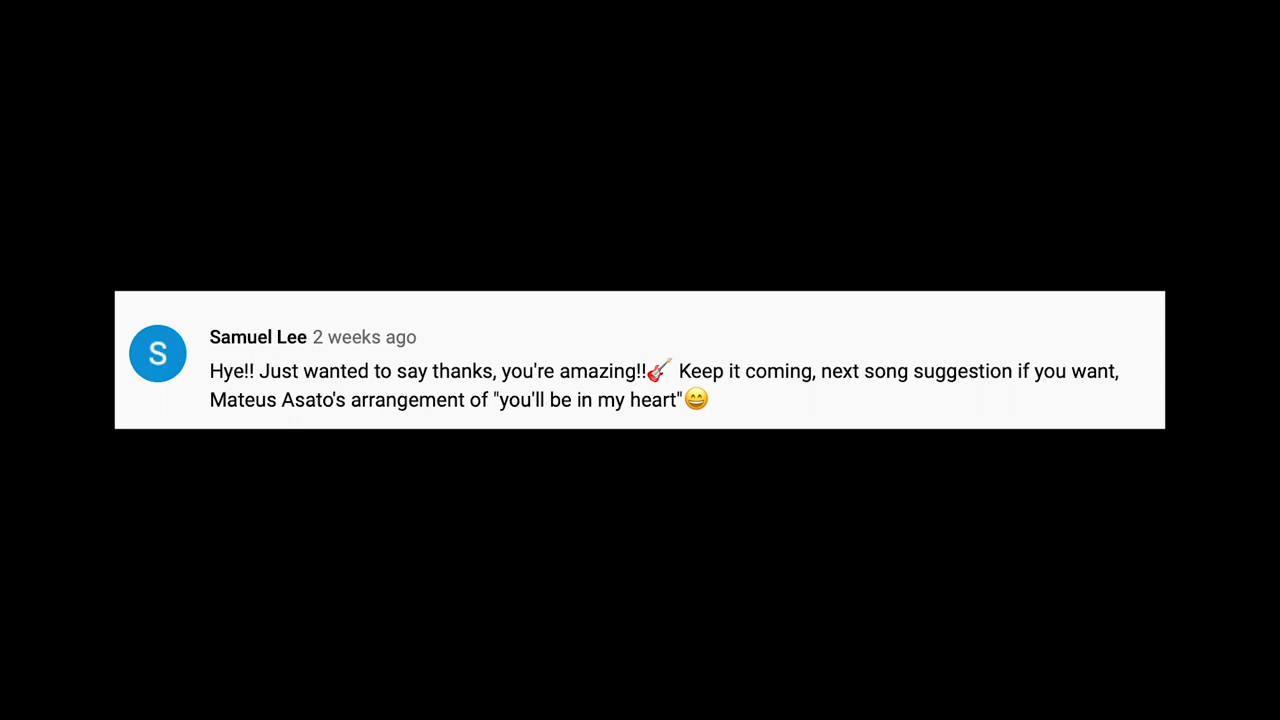 S
Samuel Lee 2 weeks ago
Hye!! Just wanted to say thanks, you're amazing!!🎸 Keep it coming, next song suggestion if you want,
Mateus Asato's arrangement of "you'll be in my heart"😄